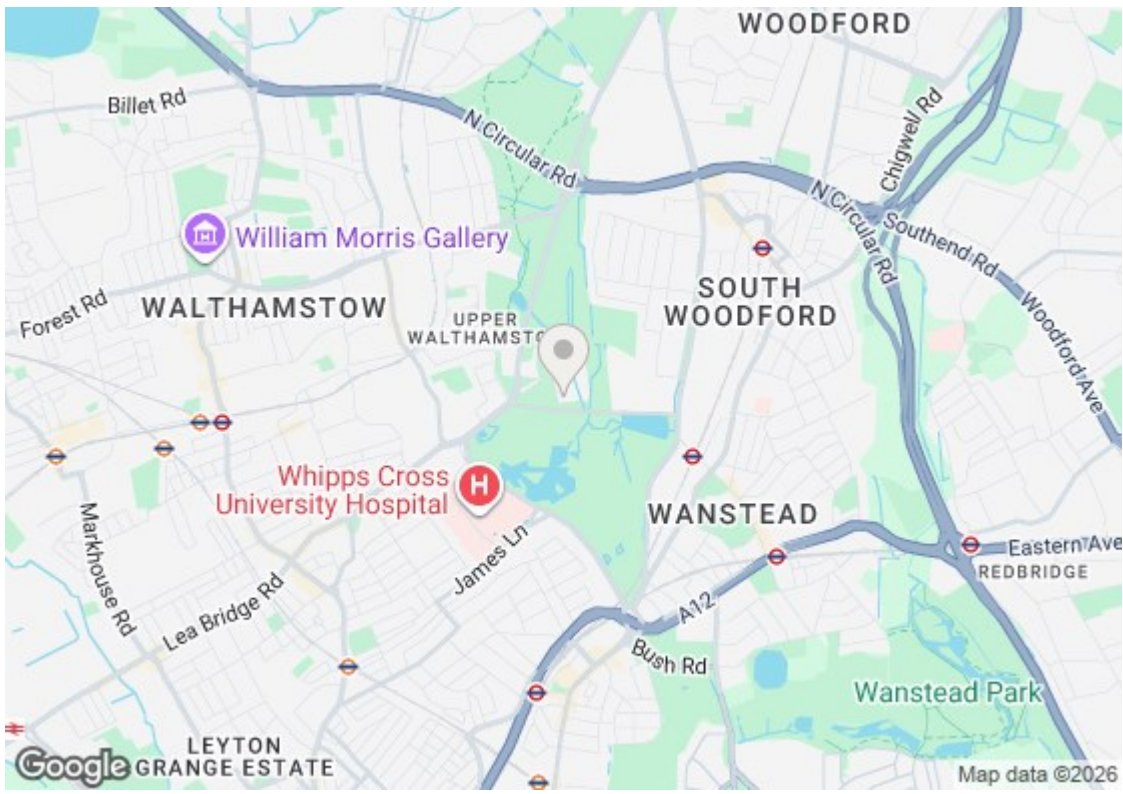 WOODFORD
Billet Rd
N Circular Rd
Chigwell Rd
N Circular Rd
Southend Rd
Woodford Ave
William Morris Gallery
Forest Rd
WALTHAMSTOW
UPPER
WALTHAMSTO
SOUTH
WOODFORD
Whipps Cross
University Hospital
H
WANSTEAD
Markhouse Rd
James Ln
Lea Bridge Rd
Eastern Ave
REDBRIDGE
A12
Bush Rd
Wanstead Park
LEYTON
GRANGE ESTATE
Google
Map data ©2026